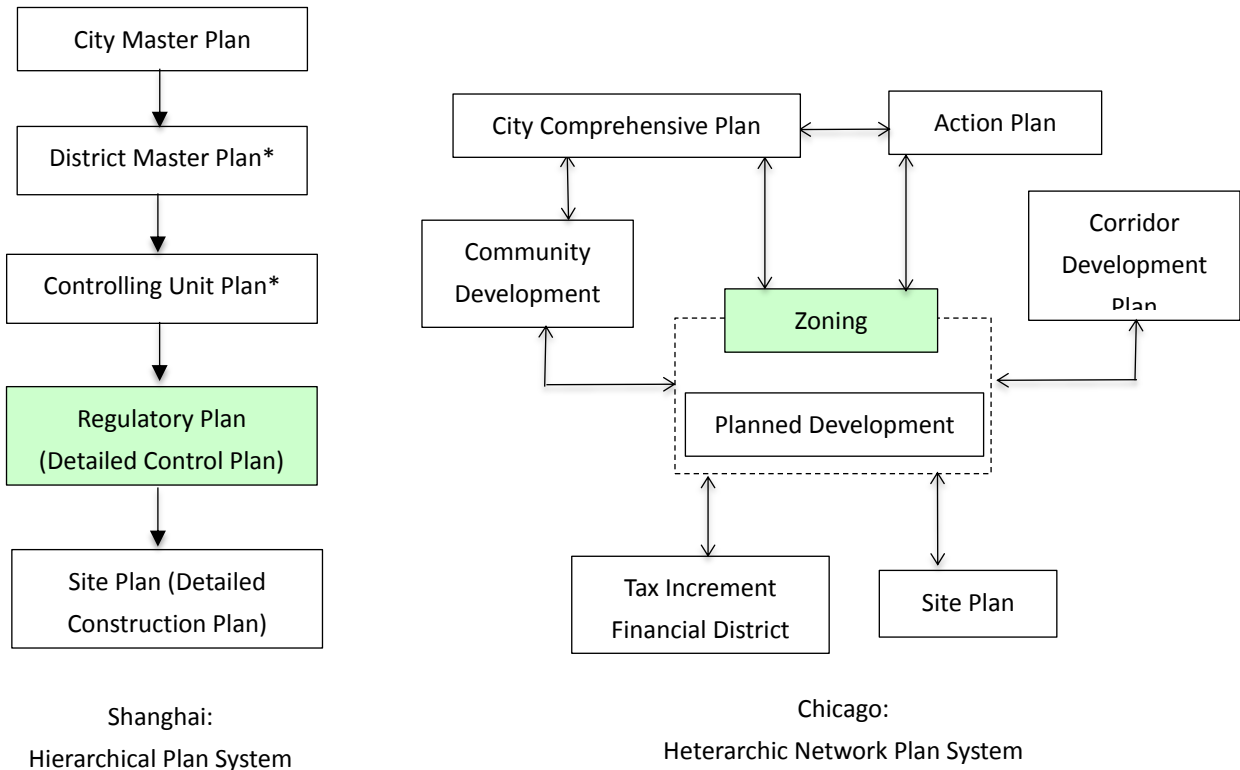 City Master Plan
District Master Plan*
Controlling Unit Plan*
Regulatory Plan
(Detailed Control Plan)
Site Plan (Detailed
Construction Plan)
Shanghai:
Hierarchical Plan System
City Comprehensive Plan
Action Plan
Community
Development
Corridor
Development
Plan
Zoning
Planned Development
Tax Increment
Financial District
Site Plan
Chicago:
Heterarchic Network Plan System